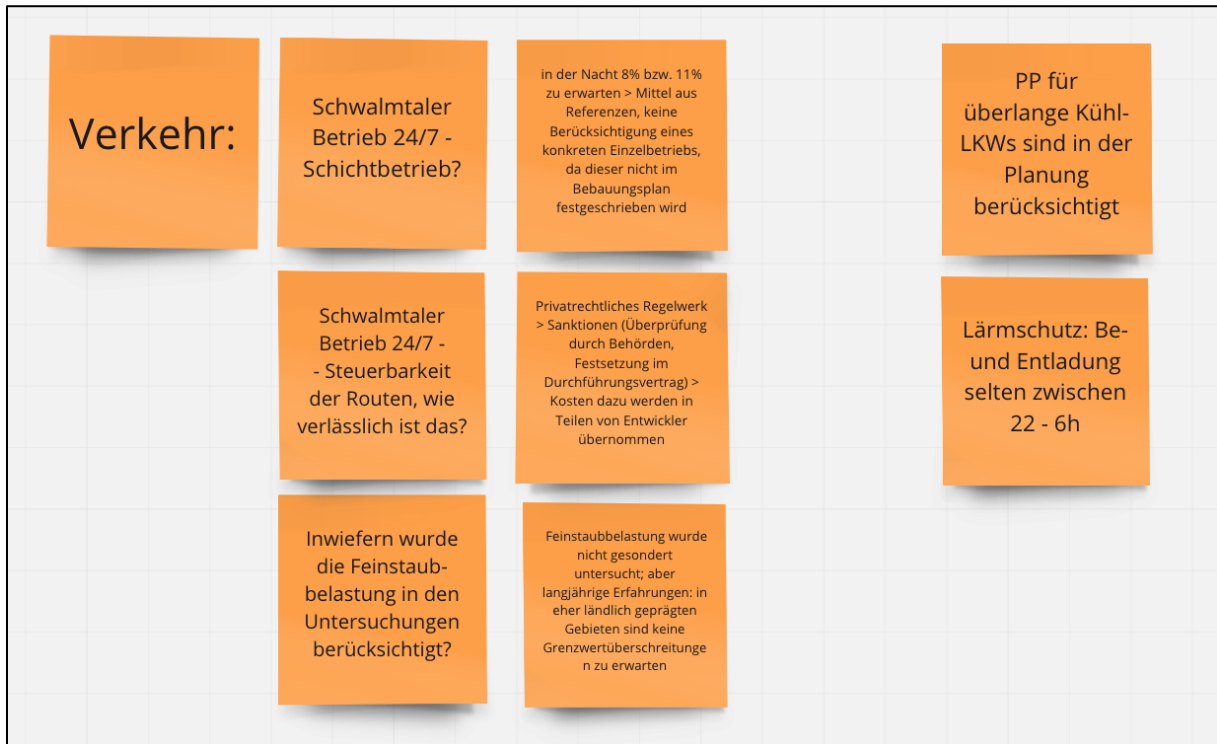 Verkehr:
Schwalmtaler
Betrieb 24/7 -
Schichtbetrieb?
in der Nacht 8% bzw. 11%
zu erwarten > Mittel aus
Referenzen, keine
Berücksichtigung eines
konkreten Einzelbetriebs,
da dieser nicht im
Bebauungsplan
festgeschrieben wird
PP für
überlange Kühl-
LKWs sind in der
Planung
berücksichtigt
Schwalmtaler
Betrieb 24/7 -
- Steuerbarkeit
der Routen, wie
verlässlich ist das?
Privatrechtliches Regelwerk
> Sanktionen (Überprüfung
durch Behörden,
Festsetzung im
Durchführungsvertrag) >
Kosten dazu werden in
Teilen von Entwickler
übernommen
Lärmschutz: Be-
und Entladung
selten zwischen
22 - 6h
Inwiefern wurde
die Feinstaub-
belastung in den
Untersuchungen
berücksichtigt?
Feinstaubbelastung wurde
nicht gesondert
untersucht; aber
langjährige Erfahrungen: in
eher ländlich geprägten
Gebieten sind keine
Grenzwertüberschreitunge
n zu erwarten